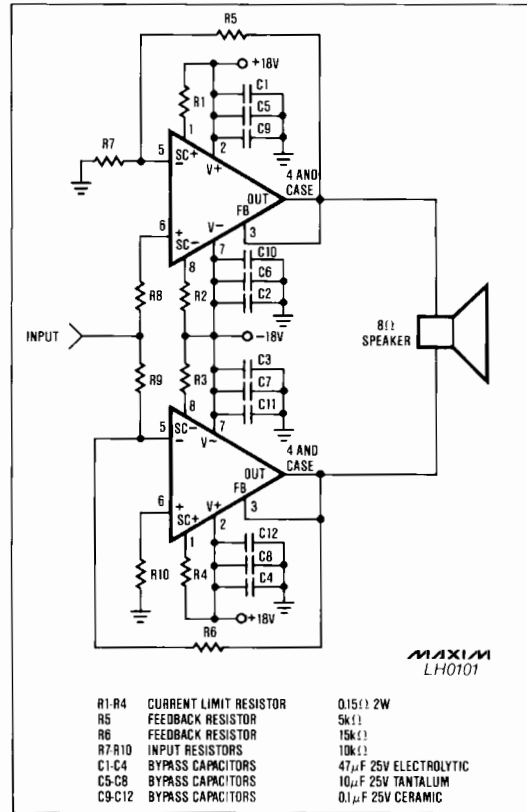 R5
+18V
C1
R1
C5
C9
R7
1
2
5
SC+
−
V+
4 AND
CASE
OUT
FB
3
6
+
SC−
V−
7
8
C10
C6
C2
R8
R2
INPUT
−18V
8Ω
SPEAKER
R9
R3
C3
C7
C11
8
7
5
SC−
−
V−
4 AND
CASE
OUT
FB
3
6
+
SC+
V+
2
1
C12
C8
C4
R10
R4
+18V
R6
MAXIM
LH0101
R1-R4 CURRENT LIMIT RESISTOR 0.15Ω 2W
R5 FEEDBACK RESISTOR 5kΩ
R6 FEEDBACK RESISTOR 15kΩ
R7-R10 INPUT RESISTORS 10kΩ
C1-C4 BYPASS CAPACITORS 47µF 25V ELECTROLYTIC
C5-C8 BYPASS CAPACITORS 10µF 25V TANTALUM
C9-C12 BYPASS CAPACITORS 0.1µF 25V CERAMIC